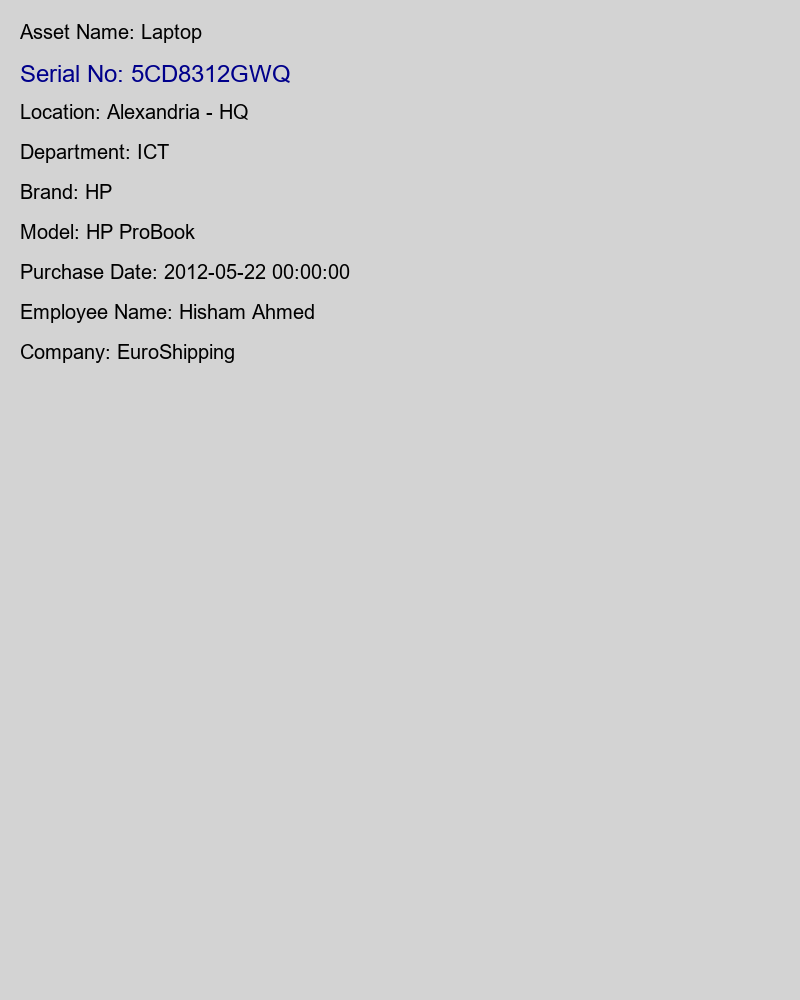 Asset Name: Laptop
Serial No: 5CD8312GWQ
Location: Alexandria - HQ
Department: ICT
Brand: HP
Model: HP ProBook
Purchase Date: 2012-05-22 00:00:00
Employee Name: Hisham Ahmed
Company: EuroShipping